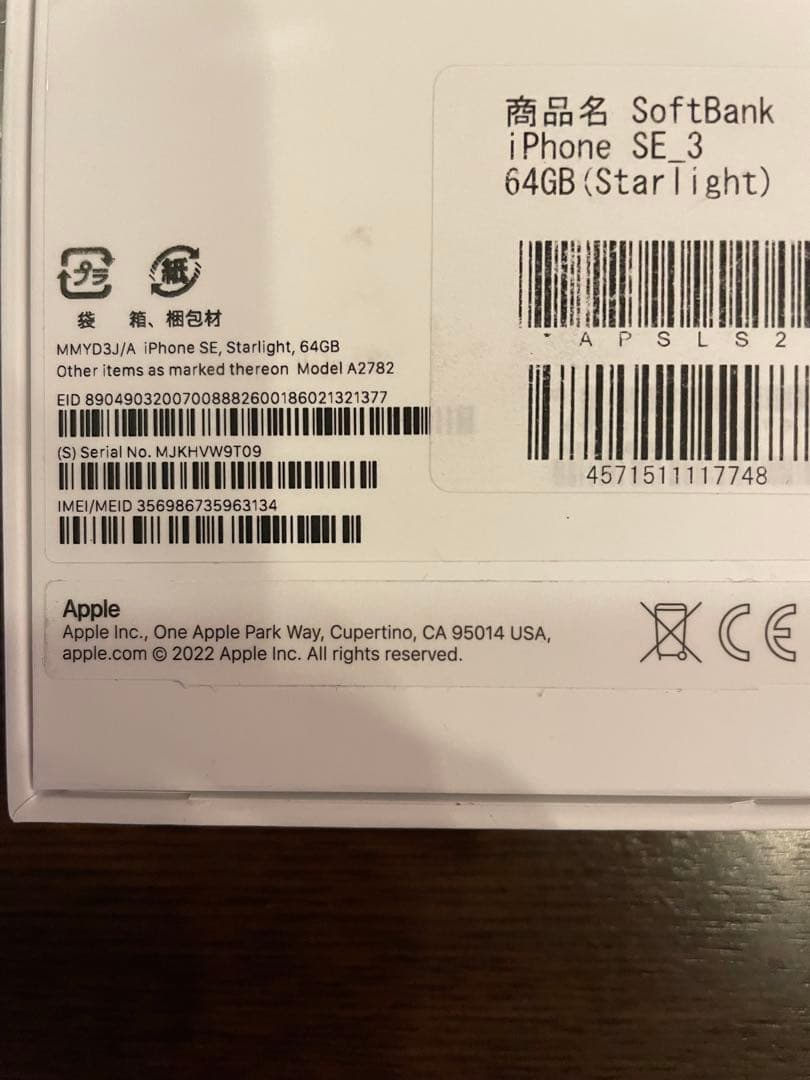 商品名 SoftBank
iPhone SE_3
64GB(Starlight)
APSLS2
4571511117748
プラ 紙
袋 箱、梱包材
MMYD3J/A iPhone SE, Starlight, 64GB
Other items as marked thereon Model A2782
EID 89049032007008882600186021321377
(S) Serial No. MJKHVW9T09
IMEI/MEID 356986735963134
Apple
Apple Inc., One Apple Park Way, Cupertino, CA 95014 USA,
apple.com © 2022 Apple Inc. All rights reserved.
CE